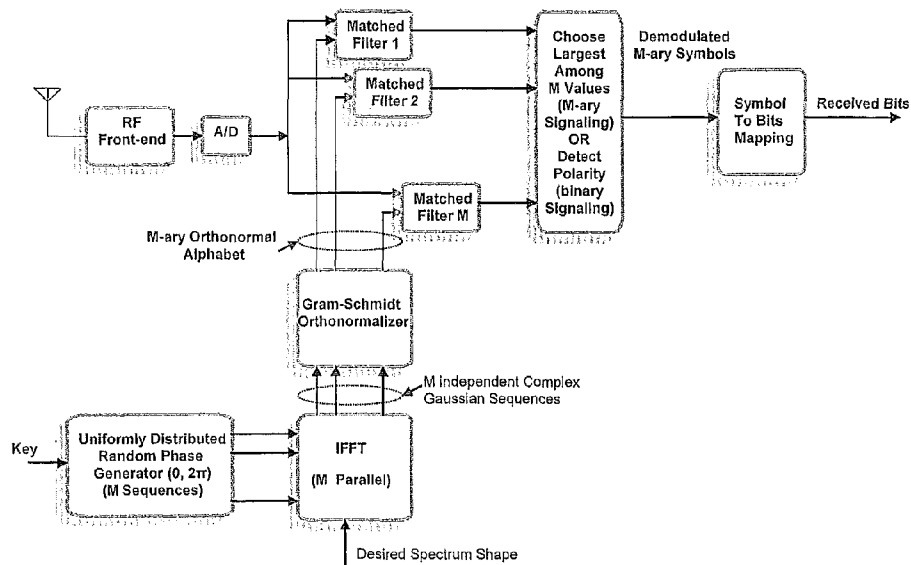 Matched
Filter 1
Matched
Filter 2
Matched
Filter M
Choose
Largest
Among
M Values
(M-ary
Signaling)
OR
Detect
Polarity
(binary
Signaling)
Demodulated
M-ary Symbols
Symbol
To Bits
Mapping
Received Bits
RF
Front-end
A/D
M-ary Orthonormal
Alphabet
Gram-Schmidt
Orthonormalizer
M Independent Complex
Gaussian Sequences
Key
Uniformly Distributed
Random Phase
Generator (0, 2π)
(M Sequences)
IFFT
(M Parallel)
Desired Spectrum Shape